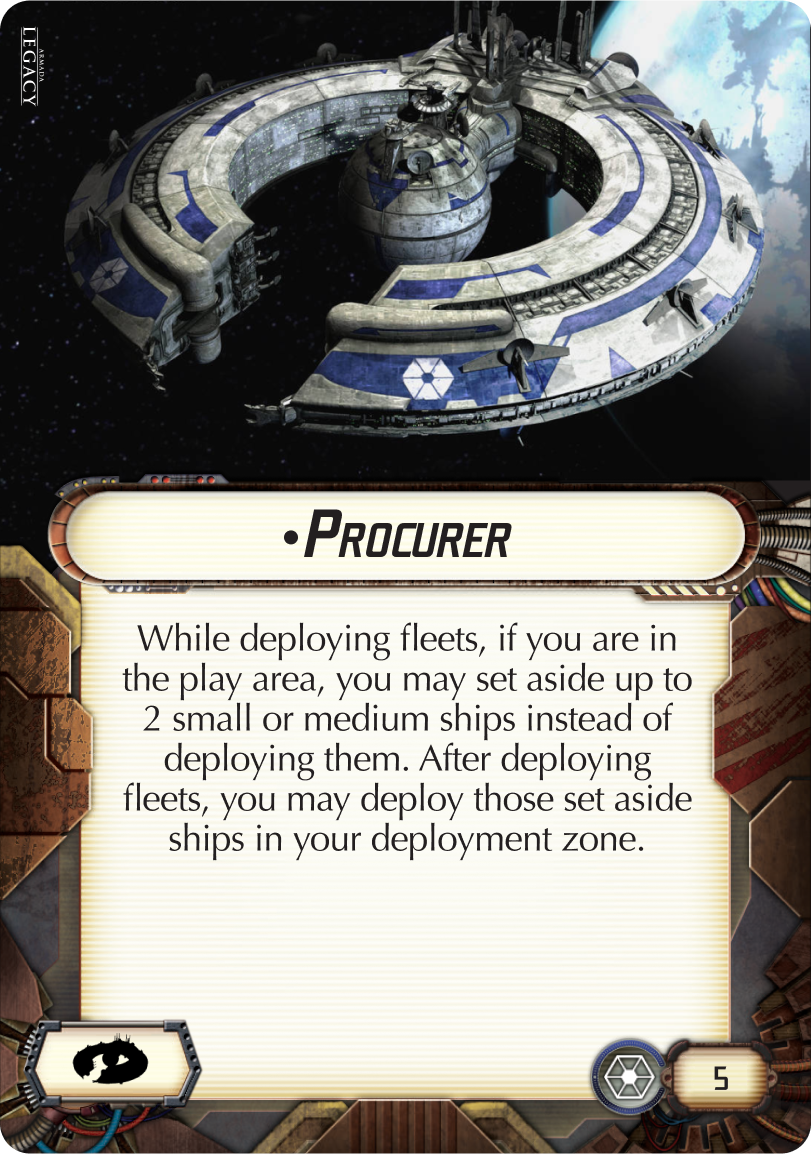 ARMADA
LEGACY
•Procurer
While deploying fleets, if you are in
the play area, you may set aside up to
2 small or medium ships instead of
deploying them. After deploying
fleets, you may deploy those set aside
ships in your deployment zone.
5